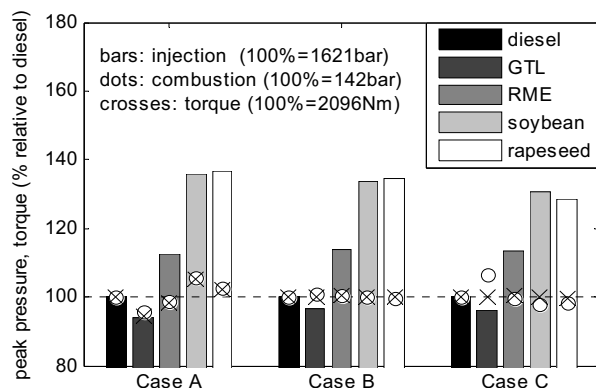 peak pressure, torque (% relative to diesel)
180
160
140
120
100
80
bars: injection (100%=1621bar)
dots: combustion (100%=142bar)
crosses: torque (100%=2096Nm)
diesel
GTL
RME
soybean
rapeseed
Case A
Case B
Case C